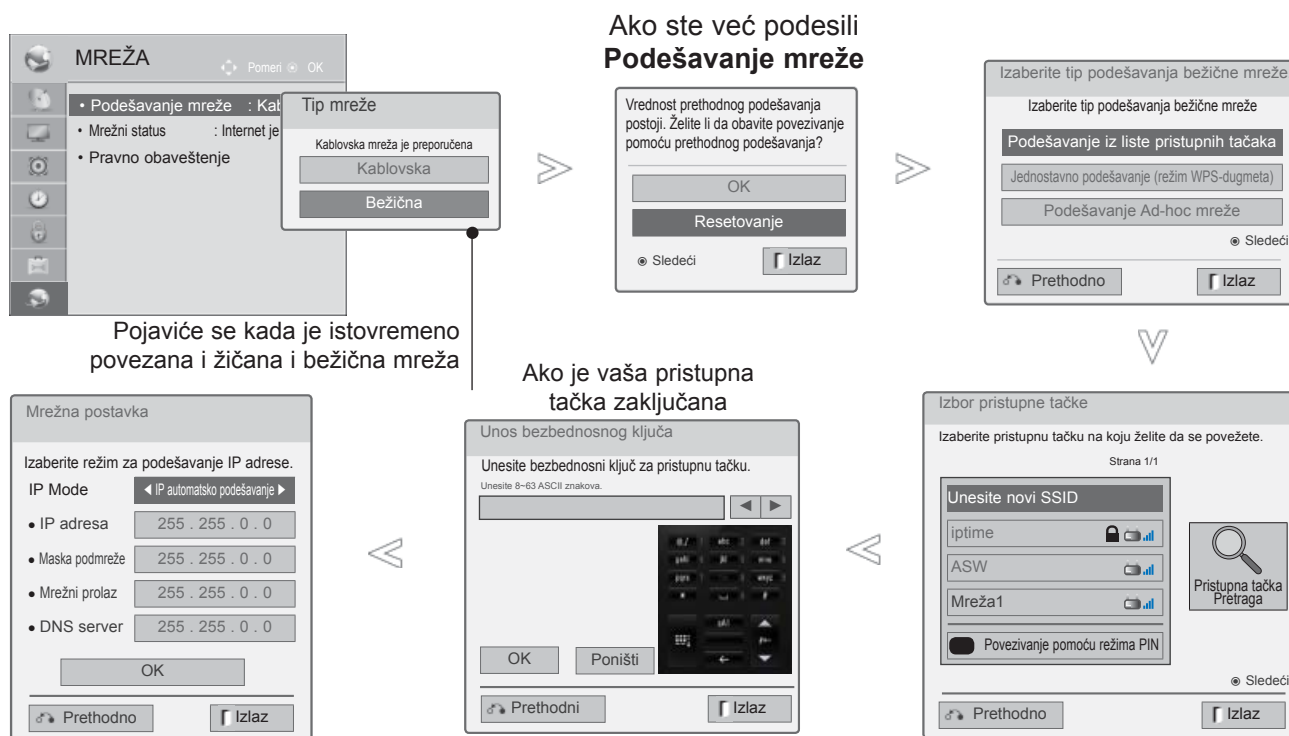 MREŽA
Pomeri OK
• Podešavanje mreže : Kab
• Mrežni status : Internet je
• Pravno obaveštenje
Tip mreže
Kablovska mreža je preporučena
Kablovska
Bežična
Pojaviće se kada je istovremeno
povezana i žičana i bežična mreža
Ako ste već podesili
Podešavanje mreže
Vrednost prethodnog podešavanja
postoji. Želite li da obavite povezivanje
pomoću prethodnog podešavanja?
OK
Resetovanje
Sledeći
Izlaz
Izaberite tip podešavanja bežične mreže
Izaberite tip podešavanja bežične mreže
Podešavanje iz liste pristupnih tačaka
Jednostavno podešavanje (režim WPS-dugmeta)
Podešavanje Ad-hoc mreže
Sledeći
Prethodno
Izlaz
Izbor pristupne tačke
Izaberite pristupnu tačku na koju želite da se povežete.
Strana 1/1
Unesite novi SSID
iptime
ASW
Mreža1
Povezivanje pomoću režima PIN
Pristupna tačka
Pretraga
Sledeći
Prethodno
Izlaz
Ako je vaša pristupna
tačka zaključana
Unos bezbednosnog ključa
Unesite bezbednosni ključ za pristupnu tačku.
Unesite 8~63 ASCII znakova.
OK
Poništi
Prethodni
Izlaz
Mrežna postavka
Izaberite režim za podešavanje IP adrese.
IP Mode ◀ IP automatsko podešavanje ▶
• IP adresa 255 . 255 . 0 . 0
• Maska podmreže 255 . 255 . 0 . 0
• Mrežni prolaz 255 . 255 . 0 . 0
• DNS server 255 . 255 . 0 . 0
OK
Prethodno
Izlaz